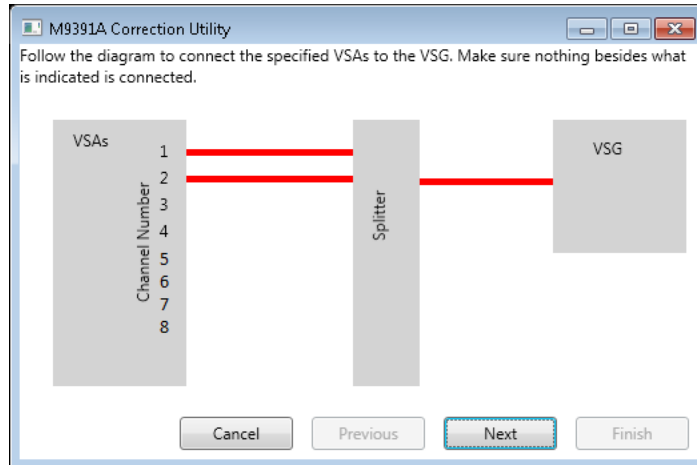 M9391A Correction Utility
Follow the diagram to connect the specified VSAs to the VSG. Make sure nothing besides what
is indicated is connected.
VSAs
Channel Number
1
2
3
4
5
6
7
8
Splitter
VSG
Cancel
Previous
Next
Finish